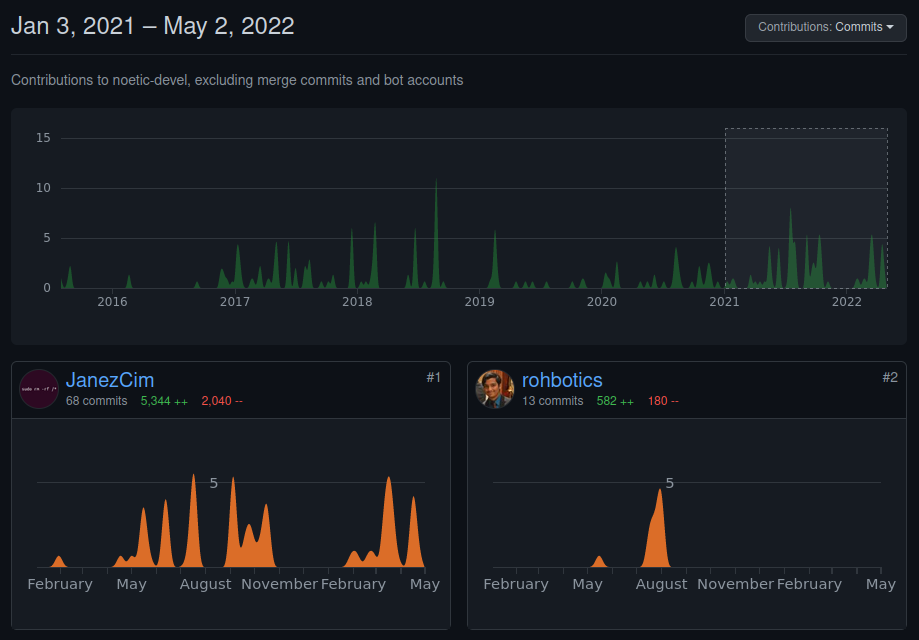 Jan 3, 2021 – May 2, 2022
Contributions: Commits
Contributions to noetic-devel, excluding merge commits and bot accounts
15
10
5
0
2016 2017 2018 2019 2020 2021 2022
JanezCim #1
68 commits 5,344 ++ 2,040 --
5
February May August November February May
rohbotics #2
13 commits 582 ++ 180 --
5
February May August November February May